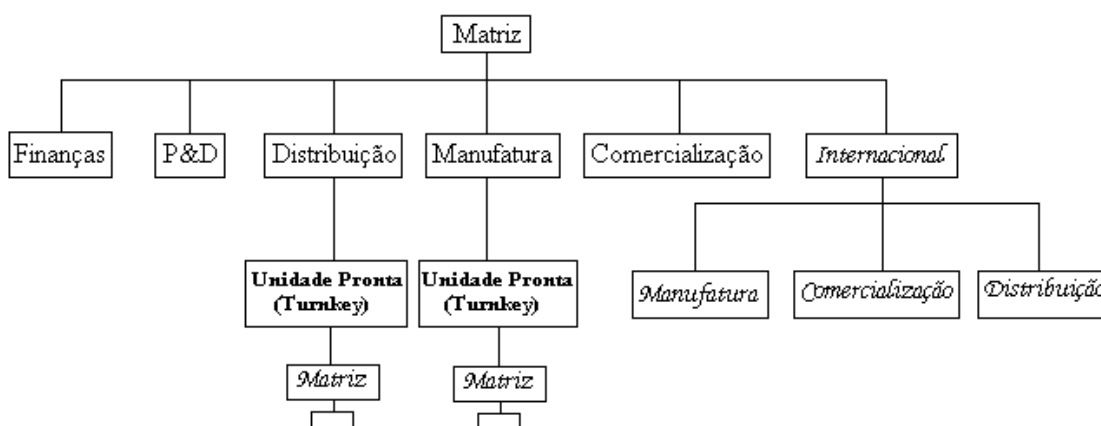 Matriz
Finanças
P&D
Distribuição
Manufatura
Comercialização
Internacional
Unidade Pronta
(Turnkey)
Unidade Pronta
(Turnkey)
Manufatura
Comercialização
Distribuição
Matriz
Matriz